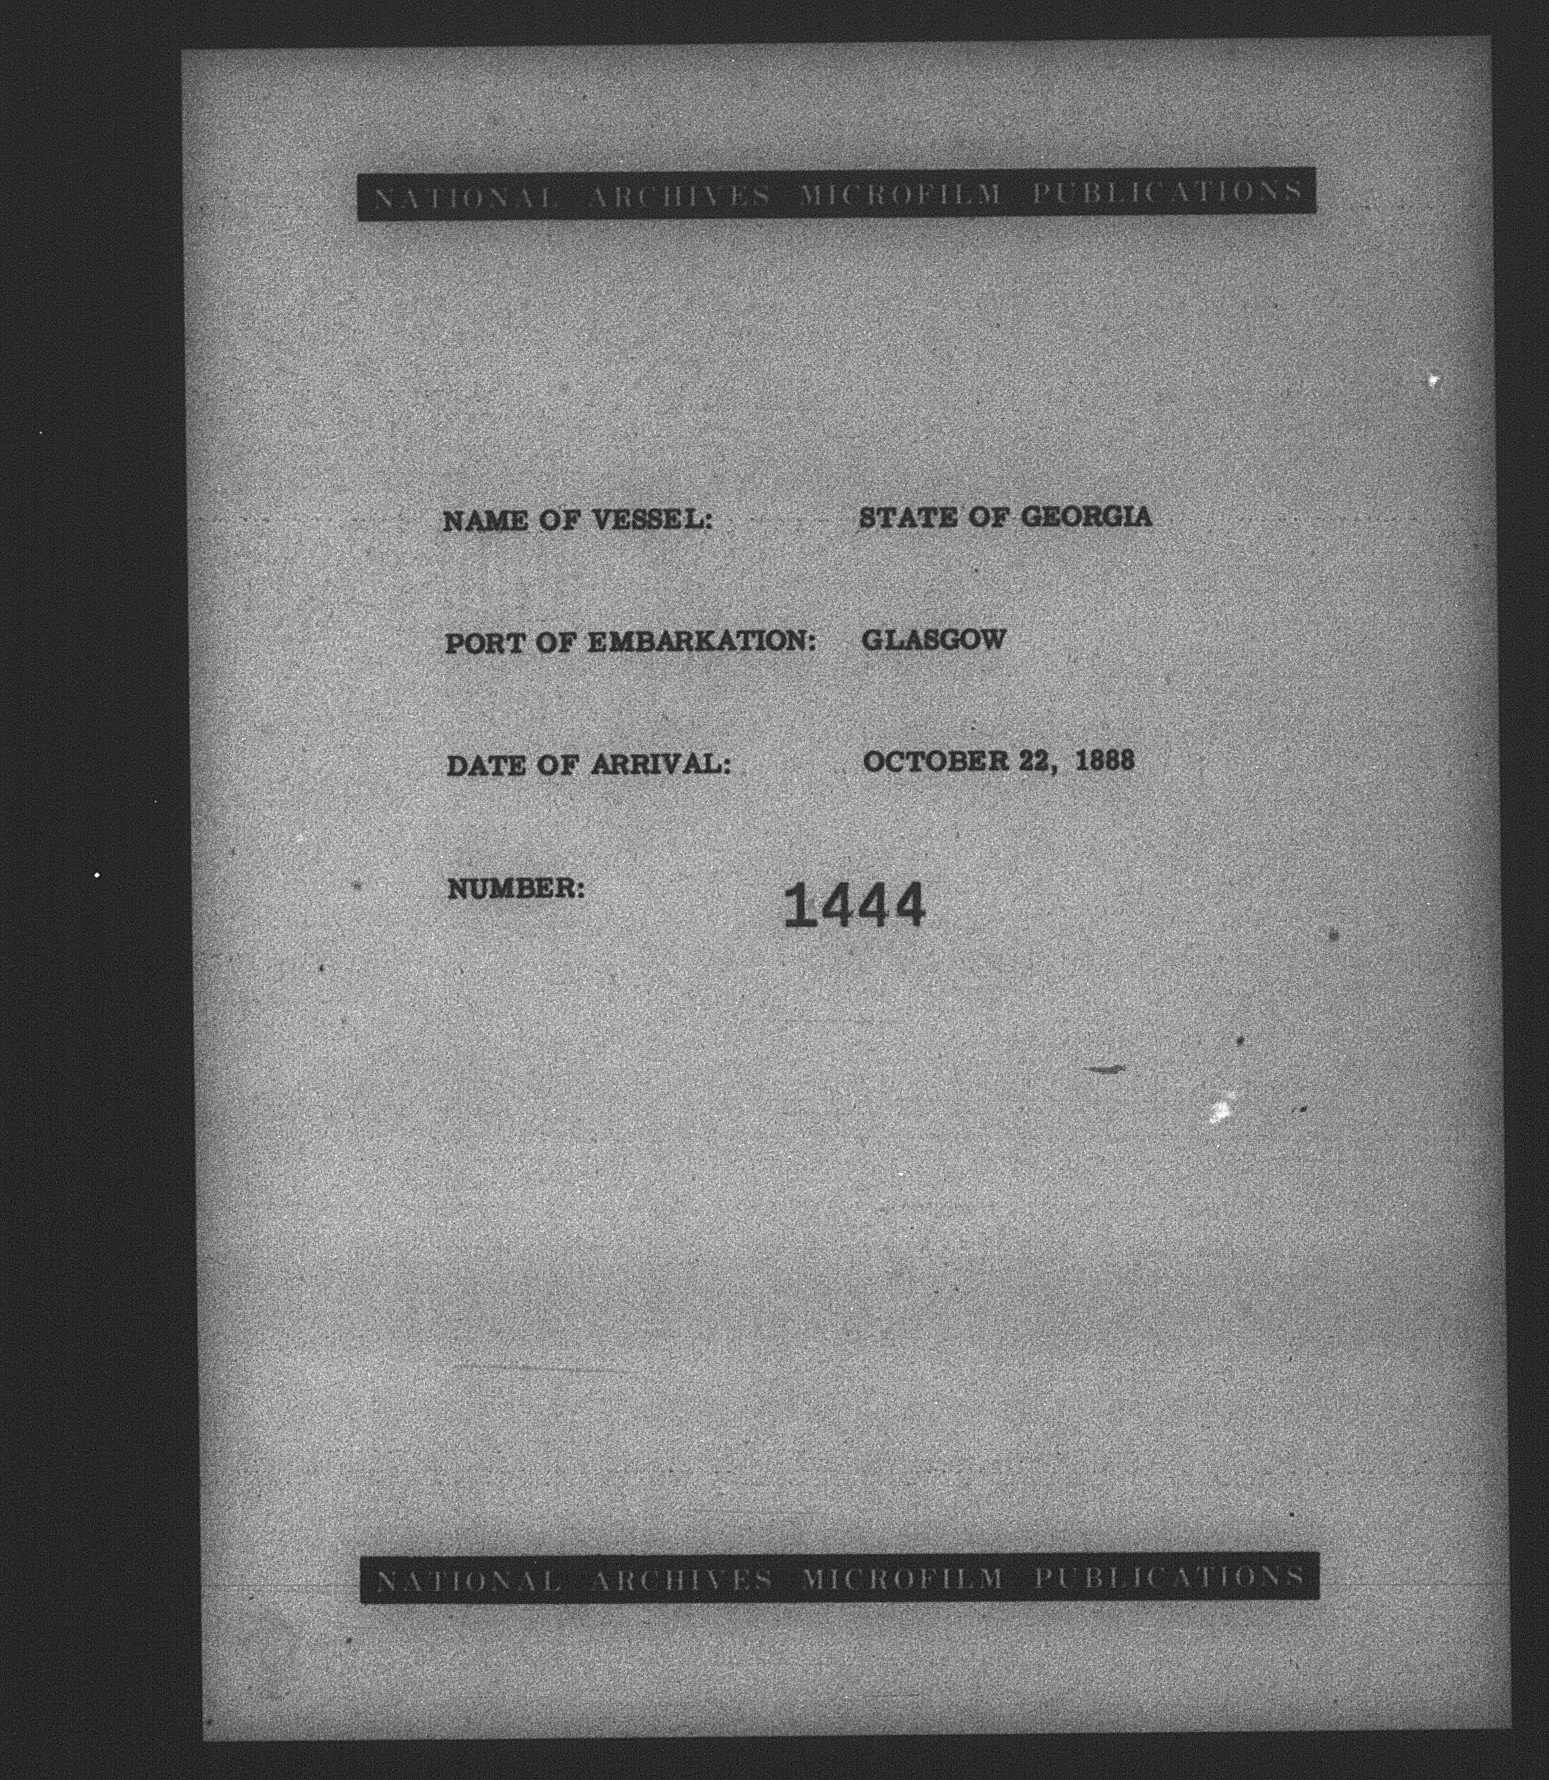 NATIONAL ARCHIVES MICROFILM PUBLICATIONS
NAME OF VESSEL: STATE OF GEORGIA
PORT OF EMBARKATION: GLASGOW
DATE OF ARRIVAL: OCTOBER 22, 1888
NUMBER: 1444
NATIONAL ARCHIVES MICROFILM PUBLICATIONS